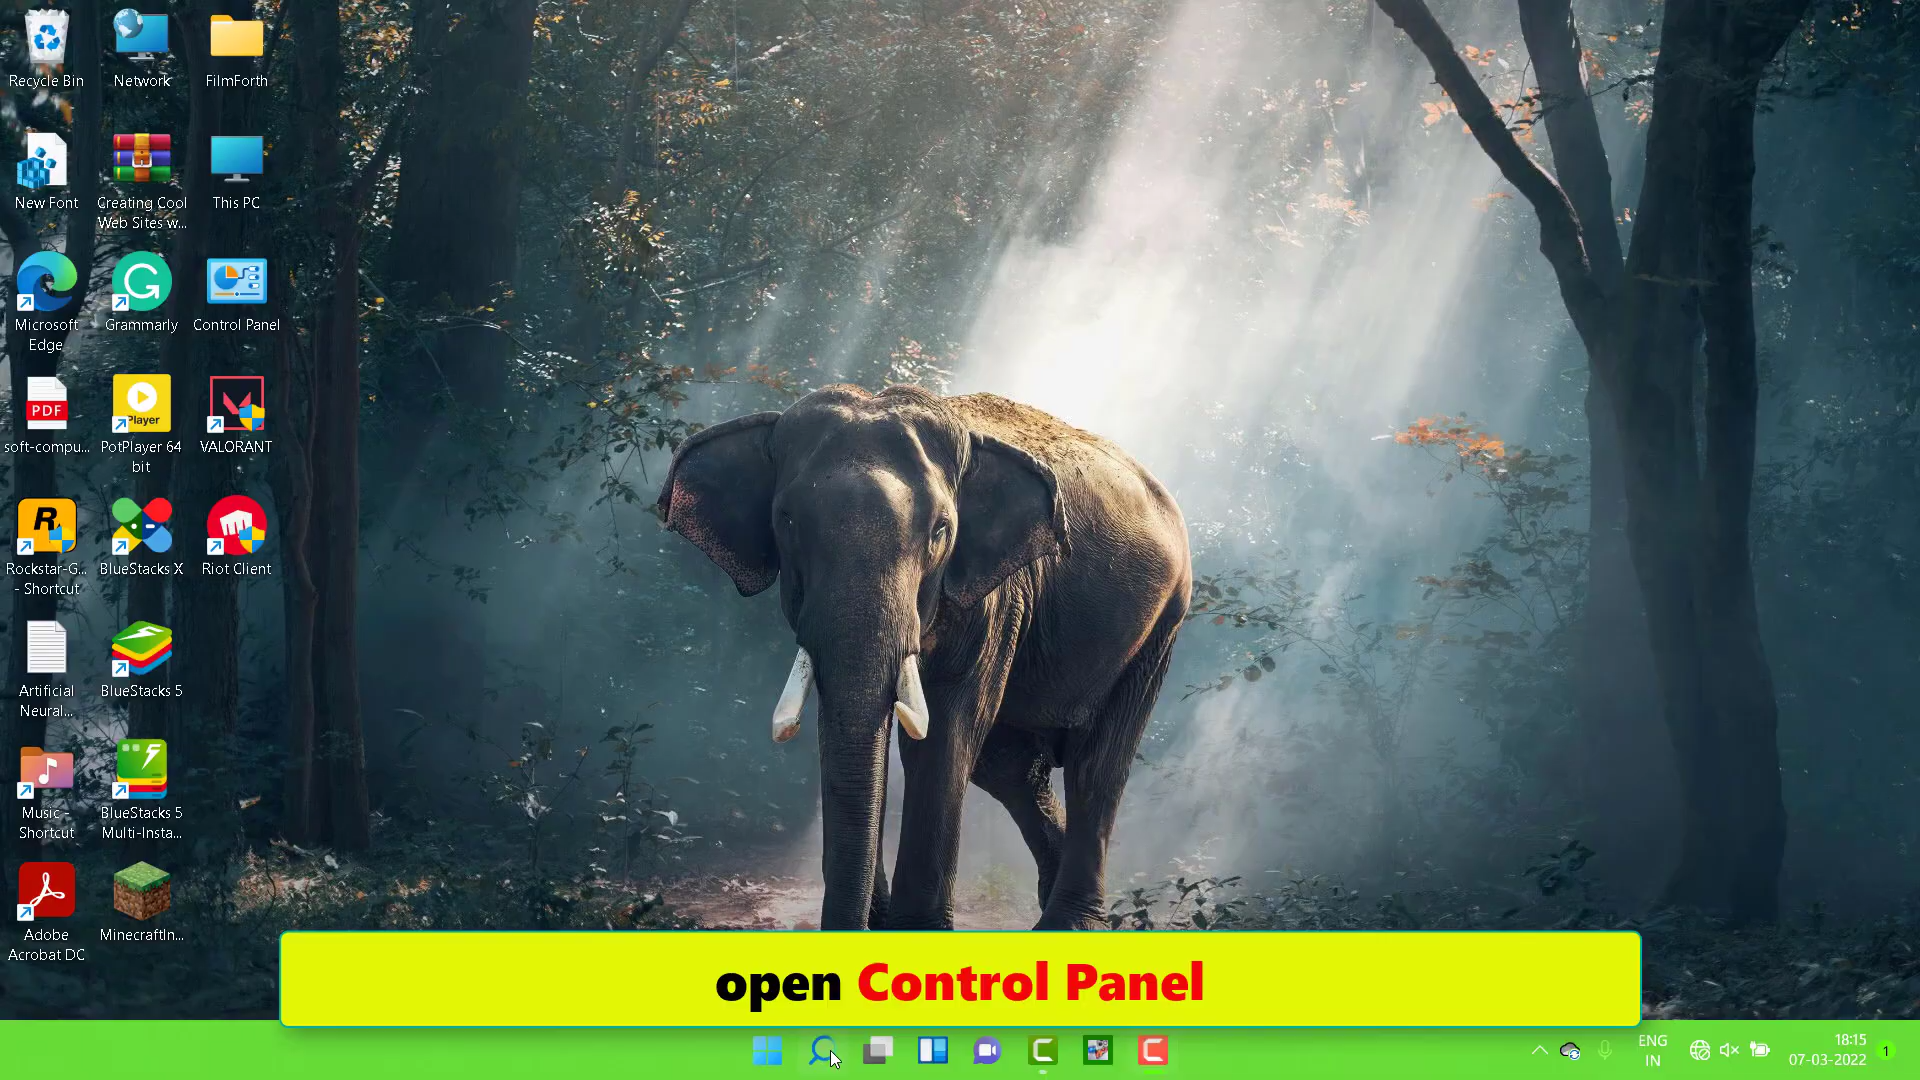 Recycle Bin
Network
FilmForth
New Font
Creating Cool
Web Sites w...
This PC
Microsoft
Edge
Grammarly
Control Panel
PDF
soft-compu...
Player
PotPlayer 64
bit
VALORANT
R
Rockstar-G...
- Shortcut
BlueStacks X
Riot Client
Artificial
Neural...
BlueStacks 5
Music -
Shortcut
BlueStacks 5
Multi-Insta...
Adobe
Acrobat DC
MinecraftIn...
open Control Panel
ENG
IN
18:15
07-03-2022
1